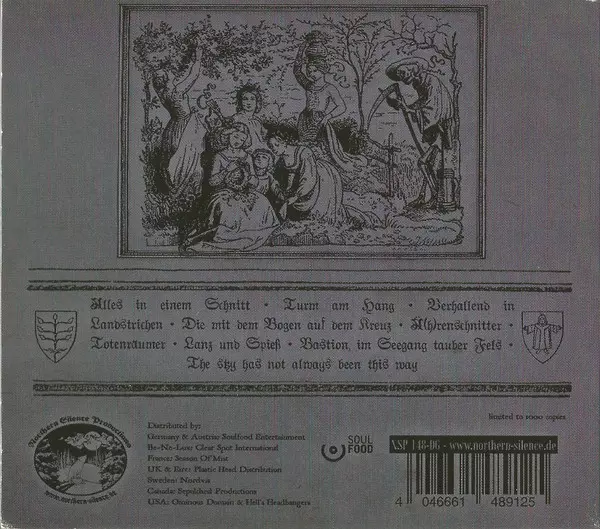 Alles in einem Schnitt · Turm am Hang · Verhallend in
Landstrichen · Die mit dem Bogen auf dem Kreuz · Ährenschnitter ·
Totenräumer · Lanz und Spieß · Bastion, im Seegang tauber Fels ·
The sky has not always been this way
limited to 1000 copies
Northern Silence Productions
www.northern-silence.de
Distributed by:
Germany & Austria: Soulfood Entertainment
Be-Ne-Lux: Clear Spot International
France: Season Of Mist
UK & Eire: Plastic Head Distribution
Sweden: Nuerdvis
Canada: Sepulchral Productions
USA: Ominous Domain & Hell's Headbangers
SOUL
FOOD
NSP 148-DG - www.northern-silence.de
4 046661 489125